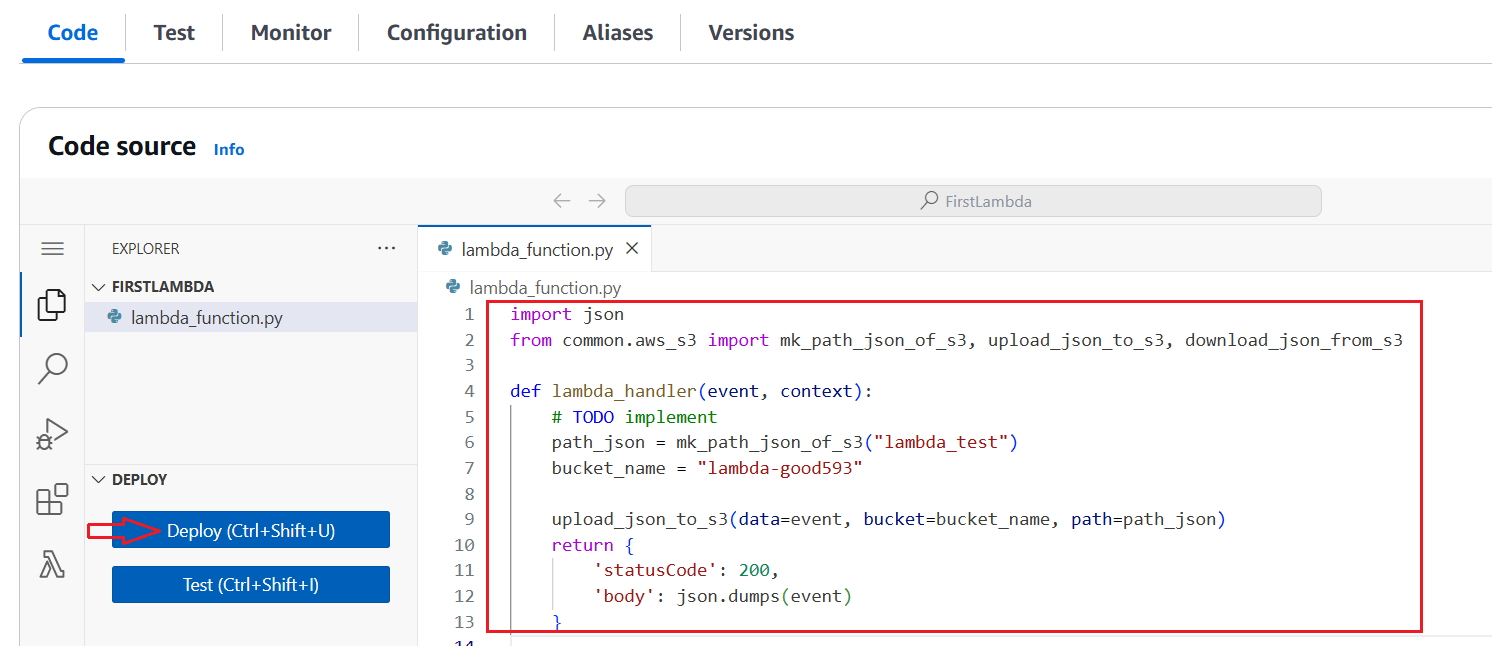 Code Test Monitor Configuration Aliases Versions
Code source Info
FirstLambda
EXPLORER ···
lambda_function.py
FIRSTLAMBDA
lambda_function.py
lambda_function.py
1 import json
2 from common.aws_s3 import mk_path_json_of_s3, upload_json_to_s3, download_json_from_s3
3
4 def lambda_handler(event, context):
5     # TODO implement
6     path_json = mk_path_json_of_s3("lambda_test")
7     bucket_name = "lambda-good593"
8
9     upload_json_to_s3(data=event, bucket=bucket_name, path=path_json)
10     return {
11         'statusCode': 200,
12         'body': json.dumps(event)
13     }
14
DEPLOY
Deploy (Ctrl+Shift+U)
Test (Ctrl+Shift+I)